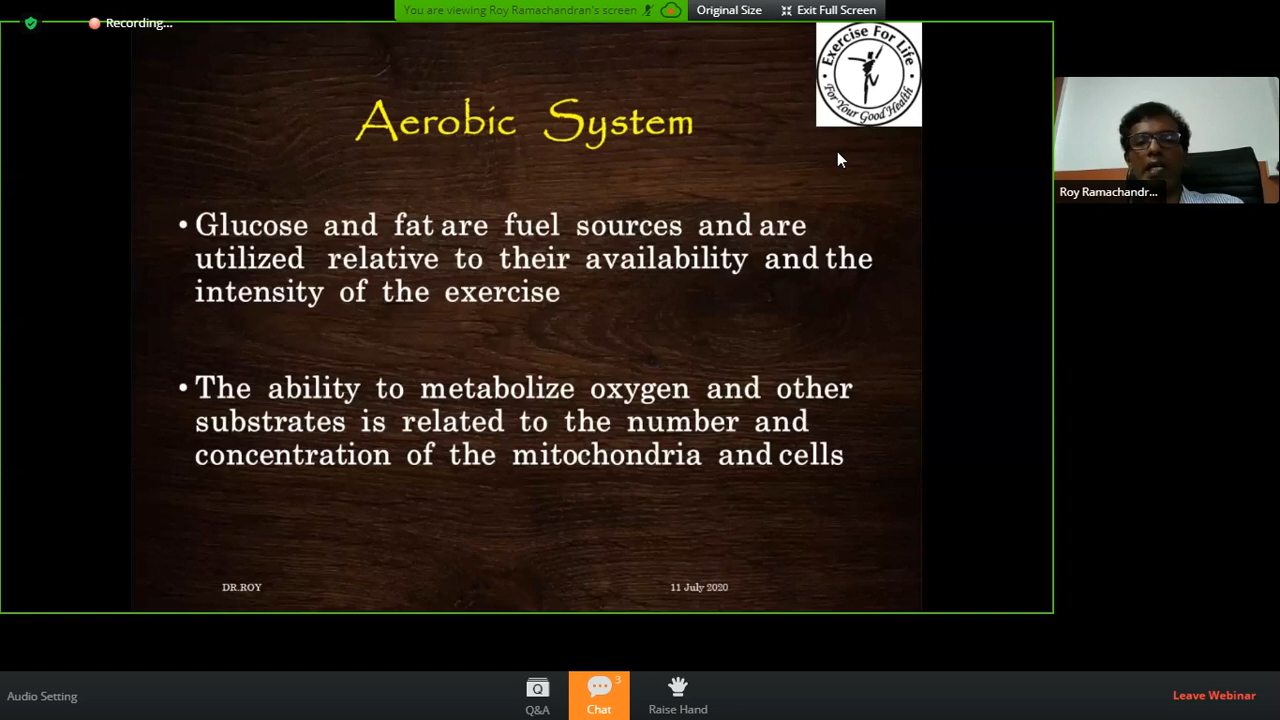 You are viewing Roy Ramachandran's screen
Original Size
Exit Full Screen
Recording...
Exercise For Life
For Your Good Health
Aerobic System
• Glucose and fat are fuel sources and are
utilized relative to their availability and the
intensity of the exercise
• The ability to metabolize oxygen and other
substrates is related to the number and
concentration of the mitochondria and cells
DR.ROY
11 July 2020
Roy Ramachandr...
Audio Setting
Q
Q&A
3
Chat
Raise Hand
Leave Webinar